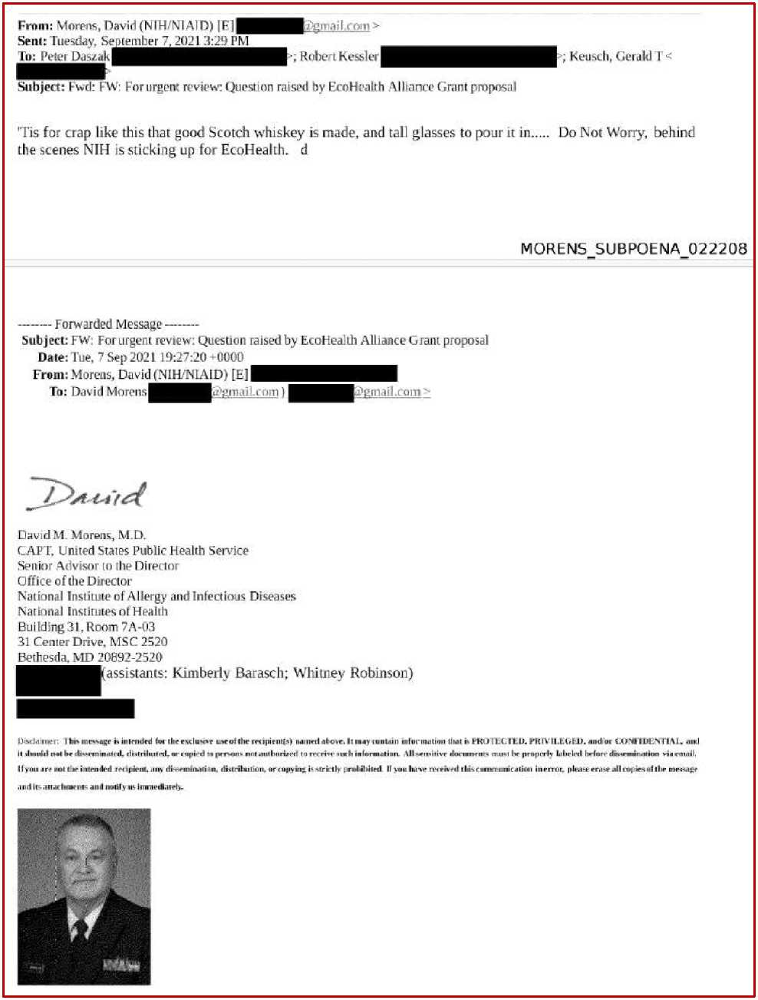 From: Morens, David (NIH/NIAID) [E] @gmail.com >
Sent: Tuesday, September 7, 2021 3:29 PM
To: Peter Daszak >; Robert Kessler >; Keusch, Gerald T <
>
Subject: Fwd: FW: For urgent review: Question raised by EcoHealth Alliance Grant proposal
'Tis for crap like this that good Scotch whiskey is made, and tall glasses to pour it in..... Do Not Worry, behind
the scenes NIH is sticking up for EcoHealth. d
MORENS_SUBPOENA_022208
-------- Forwarded Message --------
Subject: FW: For urgent review: Question raised by EcoHealth Alliance Grant proposal
Date: Tue, 7 Sep 2021 19:27:20 +0000
From: Morens, David (NIH/NIAID) [E]
To: David Morens @gmail.com) @gmail.com >
David
David M. Morens, M.D.
CAPT, United States Public Health Service
Senior Advisor to the Director
Office of the Director
National Institute of Allergy and Infectious Diseases
National Institutes of Health
Building 31, Room 7A-03
31 Center Drive, MSC 2520
Bethesda, MD 20892-2520
(assistants: Kimberly Barasch; Whitney Robinson)
Disclaimer: This message is intended for the exclusive use of the recipient(s) named above. It may contain information that is PROTECTED, PRIVILEGED, and/or CONFIDENTIAL, and
it should not be disseminated, distributed, or copied to persons not authorized to receive such information. All sensitive documents must be properly labeled before dissemination via email.
If you are not the intended recipient, any dissemination, distribution, or copying is strictly prohibited. If you have received this communication in error, please erase all copies of the message
and its attachments and notify us immediately.